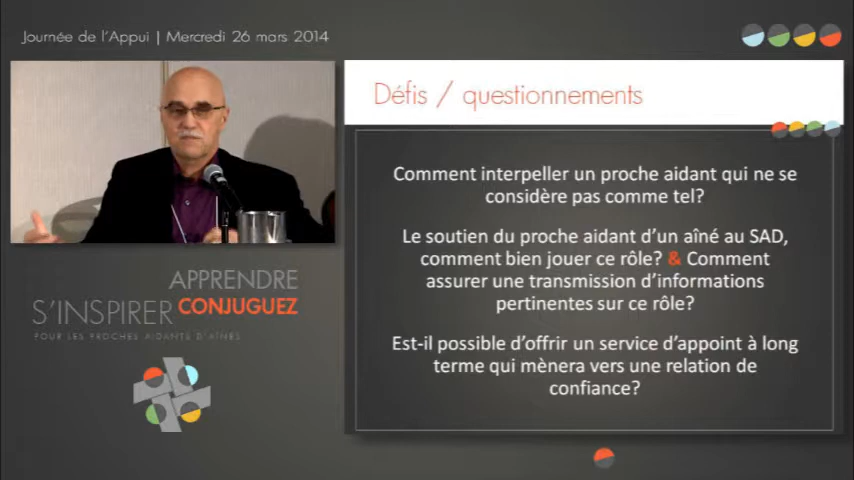 Journée de l'Appui | Mercredi 26 mars 2014
Défis / questionnements
Comment interpeller un proche aidant qui ne se
considère pas comme tel?
Le soutien du proche aidant d'un aîné au SAD,
comment bien jouer ce rôle? & Comment
assurer une transmission d'informations
pertinentes sur ce rôle?
Est-il possible d'offrir un service d'appoint à long
terme qui mènera vers une relation de
confiance?
APPRENDRE
S'INSPIRER CONJUGUEZ
POUR LES PROCHES AIDANTS D'AÎNÉS